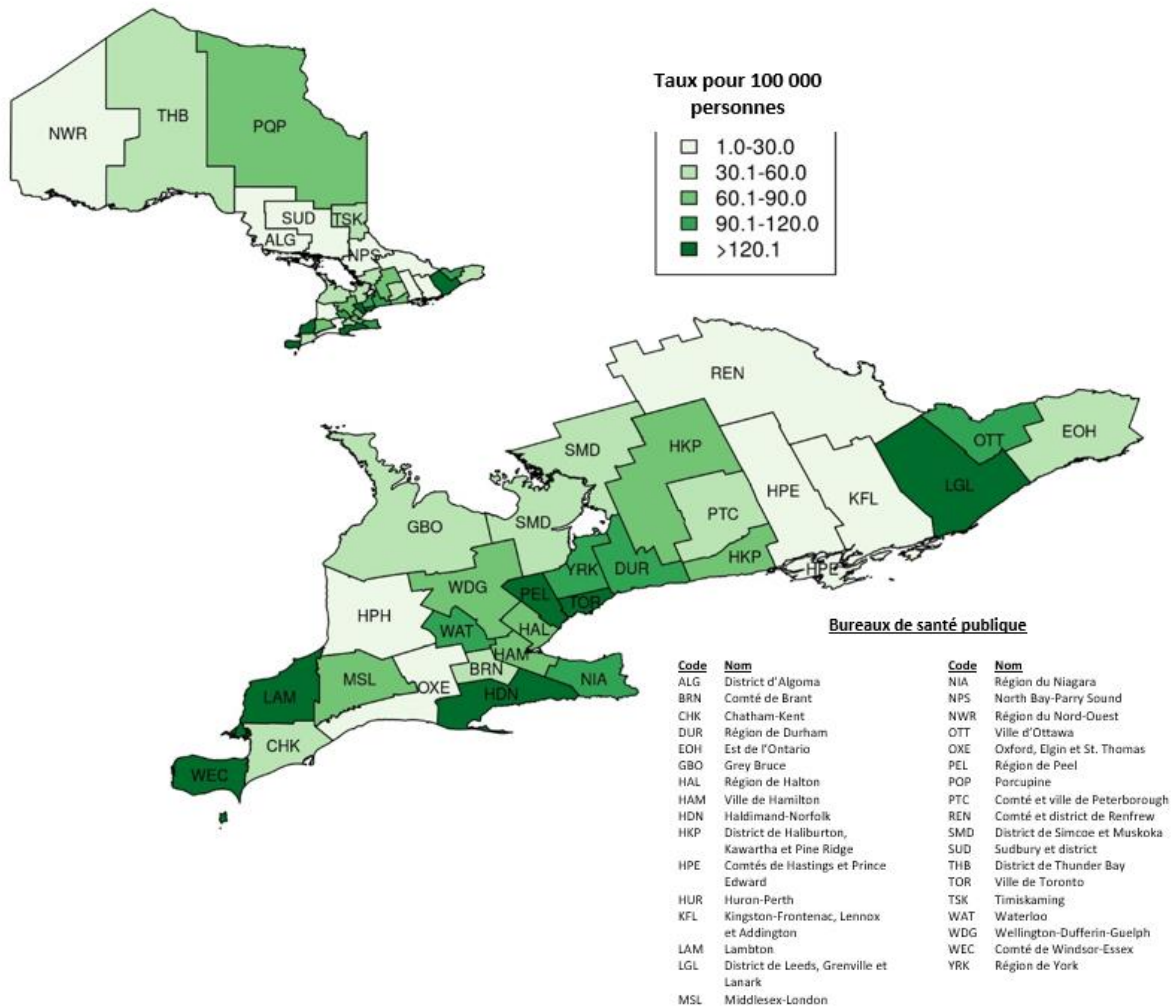 Taux pour 100 000
personnes
1.0-30.0
30.1-60.0
60.1-90.0
90.1-120.0
>120.1
NWR
THB
PQP
SUD
TSK
ALG
NPS
REN
SMD
HKP
OTT
EOH
LGL
HPE
KFL
PTC
GBO
SMD
HKP
YRK
DUR
HPE
WDG
PEL
TOR
HPH
WAT
HAL
HAM
BRN
MSL
OXE
NIA
LAM
HDN
CHK
WEC
Bureaux de santé publique
Code Nom
ALG District d'Algoma
BRN Comté de Brant
CHK Chatham-Kent
DUR Région de Durham
EOH Est de l'Ontario
GBO Grey Bruce
HAL Région de Halton
HAM Ville de Hamilton
HDN Haldimand-Norfolk
HKP District de Haliburton,
Kawartha et Pine Ridge
HPE Comtés de Hastings et Prince
Edward
HUR Huron-Perth
KFL Kingston-Frontenac, Lennox
et Addington
LAM Lambton
LGL District de Leeds, Grenville et
Lanark
MSL Middlesex-London
Code Nom
NIA Région du Niagara
NPS North Bay-Parry Sound
NWR Région du Nord-Ouest
OTT Ville d'Ottawa
OXE Oxford, Elgin et St. Thomas
PEL Région de Peel
POP Porcupine
PTC Comté et ville de Peterborough
REN Comté et district de Renfrew
SMD District de Simcoe et Muskoka
SUD Sudbury et district
THB District de Thunder Bay
TOR Ville de Toronto
TSK Timiskaming
WAT Waterloo
WDG Wellington-Dufferin-Guelph
WEC Comté de Windsor-Essex
YRK Région de York